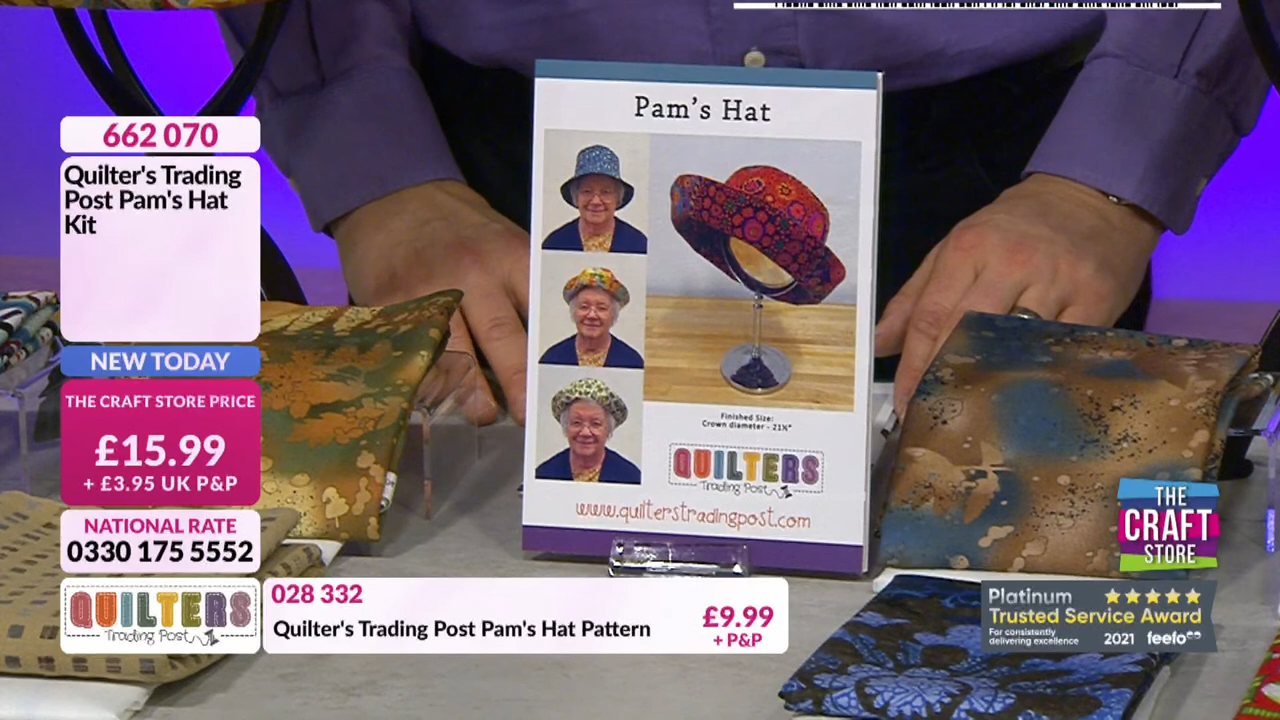 662 070
Quilter's Trading
Post Pam's Hat
Kit
NEW TODAY
THE CRAFT STORE PRICE
£15.99
+ £3.95 UK P&P
NATIONAL RATE
0330 175 5552
QUILTERS
Trading Post
028 332
Quilter's Trading Post Pam's Hat Pattern
£9.99
+ P&P
Pam's Hat
Finished Size:
Crown diameter - 21½"
QUILTERS
Trading Post
www.quilterstradingpost.com
THE
CRAFT
STORE
Platinum
Trusted Service Award
For consistently
delivering excellence
2021 feefo